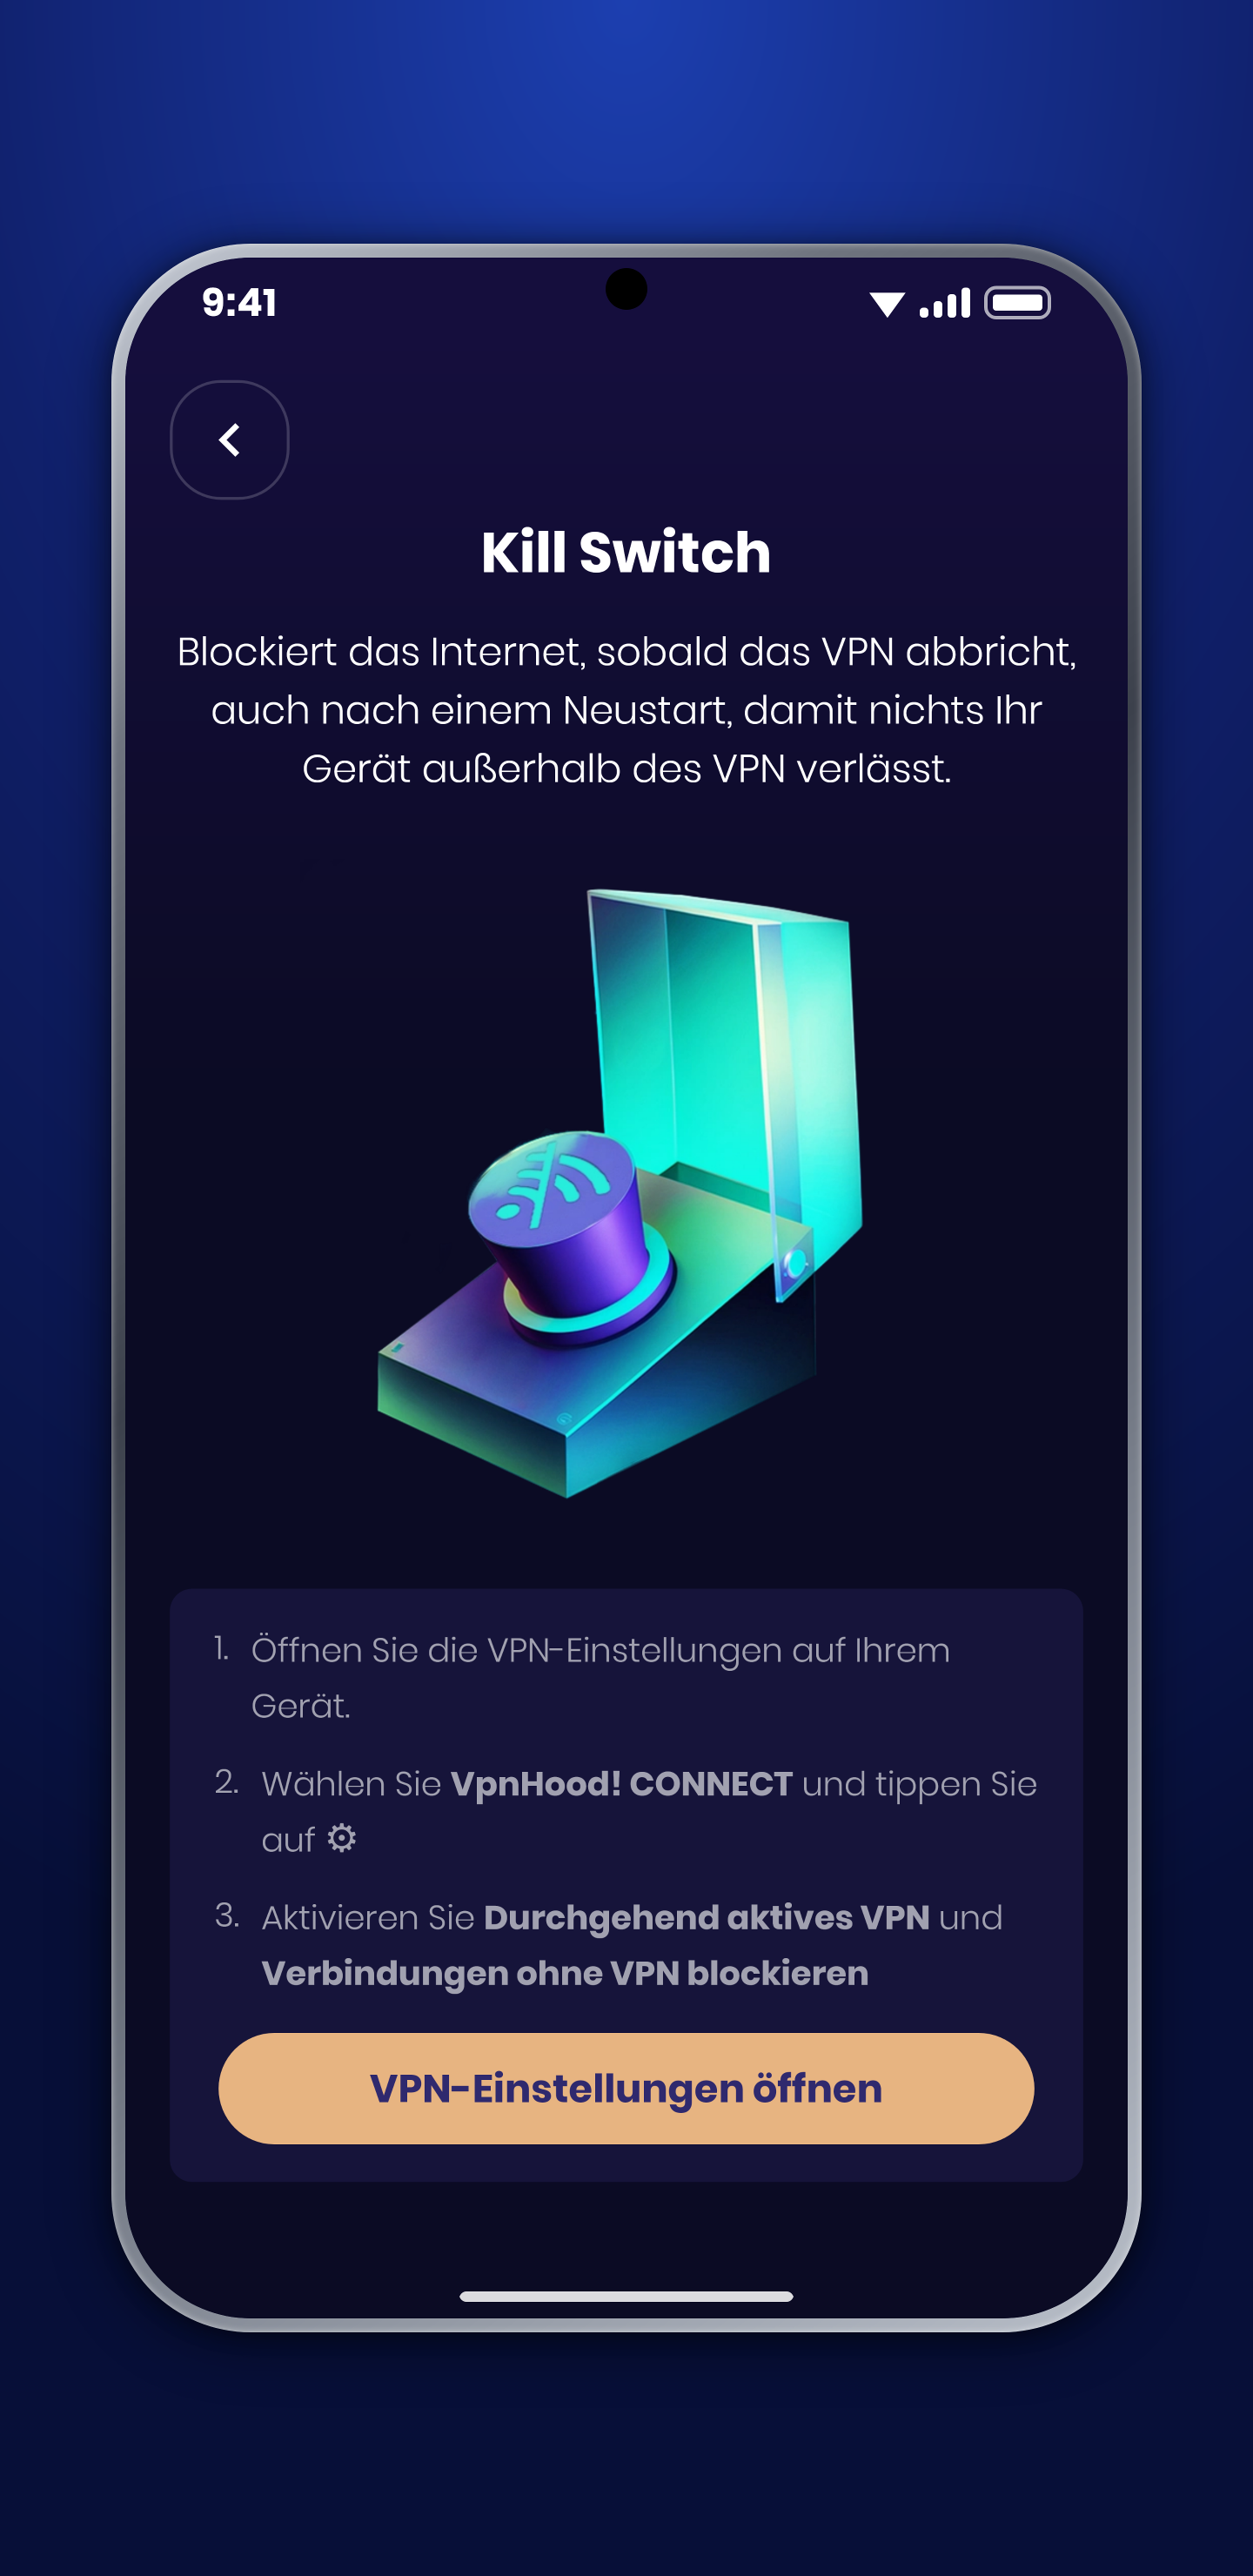 9:41
Kill Switch
Blockiert das Internet, sobald das VPN abbricht,
auch nach einem Neustart, damit nichts Ihr
Gerät außerhalb des VPN verlässt.
1. Öffnen Sie die VPN-Einstellungen auf Ihrem
Gerät.
2. Wählen Sie VpnHood! CONNECT und tippen Sie
auf ⚙
3. Aktivieren Sie Durchgehend aktives VPN und
Verbindungen ohne VPN blockieren
VPN-Einstellungen öffnen